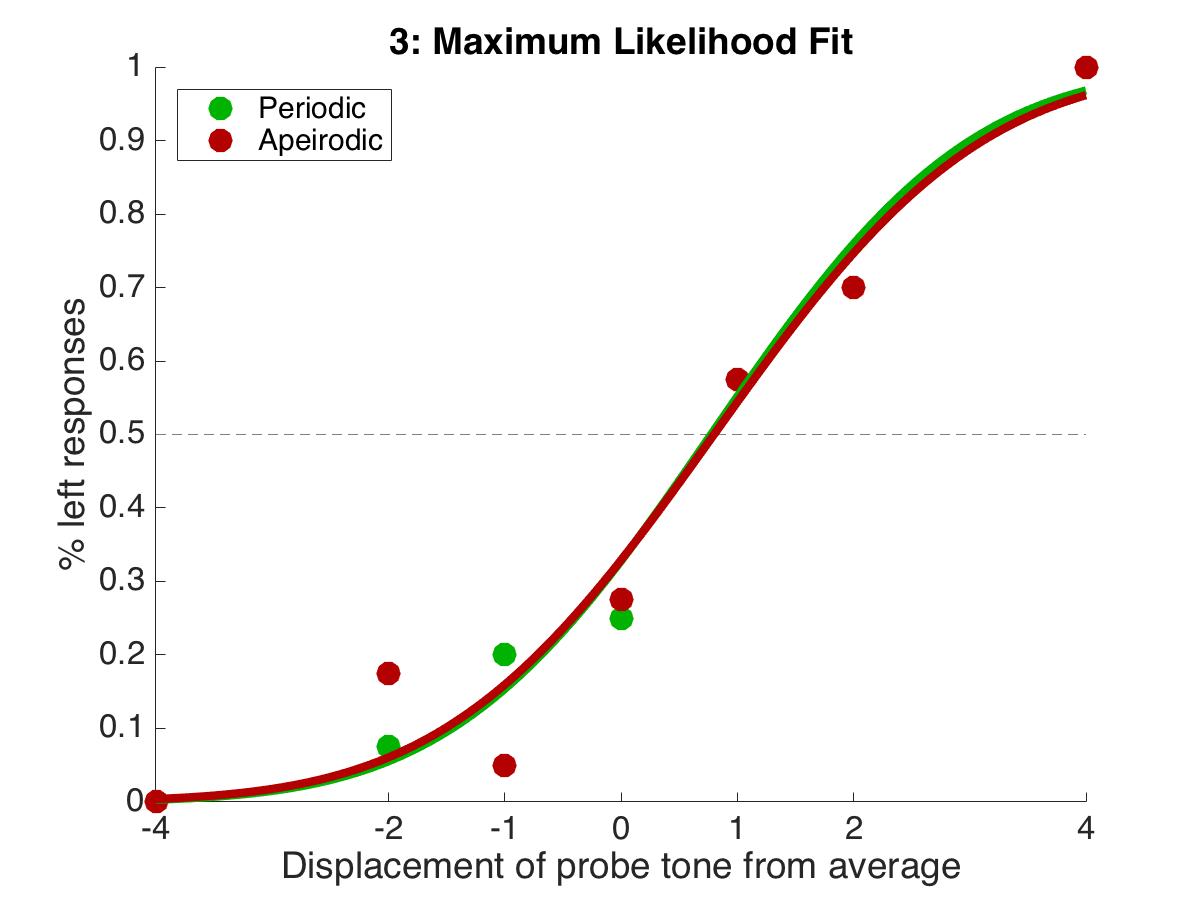 3: Maximum Likelihood Fit
1
Periodic
Apeirodic
0.9
0.8
0.7
0.6
0.5
0.4
0.3
0.2
0.1
0
% left responses
-4 -2 -1 0 1 2 4
Displacement of probe tone from average